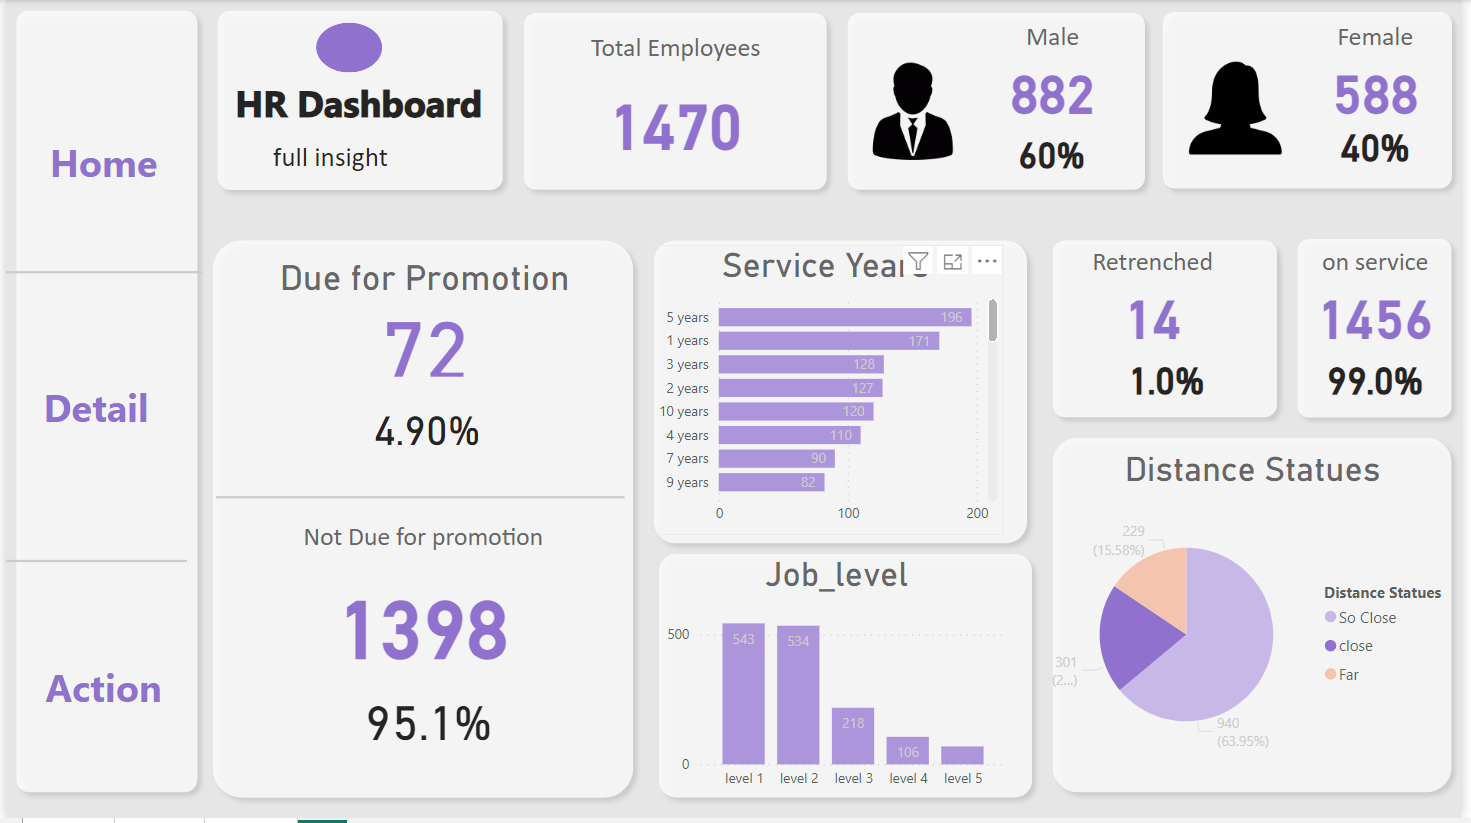 Home
Detail
Action
HR Dashboard
full insight
Total Employees
1470
Male
882
60%
Female
588
40%
Due for Promotion
72
4.90%
Not Due for promotion
1398
95.1%
Service Years
5 years 196
1 years 171
3 years 128
2 years 127
10 years 120
4 years 110
7 years 90
9 years 82
0 100 200
Job_level
500
0
543 534 218 106
level 1 level 2 level 3 level 4 level 5
Retrenched
14
1.0%
on service
1456
99.0%
Distance Statues
229
(15.58%)
301
(2...)
940
(63.95%)
Distance Statues
So Close
close
Far